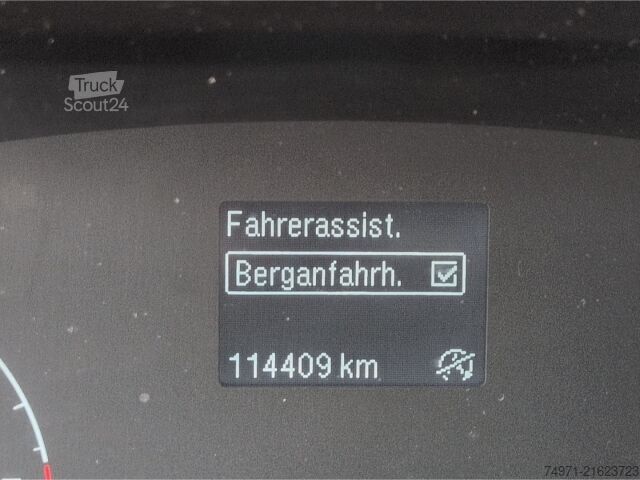 Truck
Scout24
Fahrerassist.
Berganfahrh.
114409 km
74971-21623723